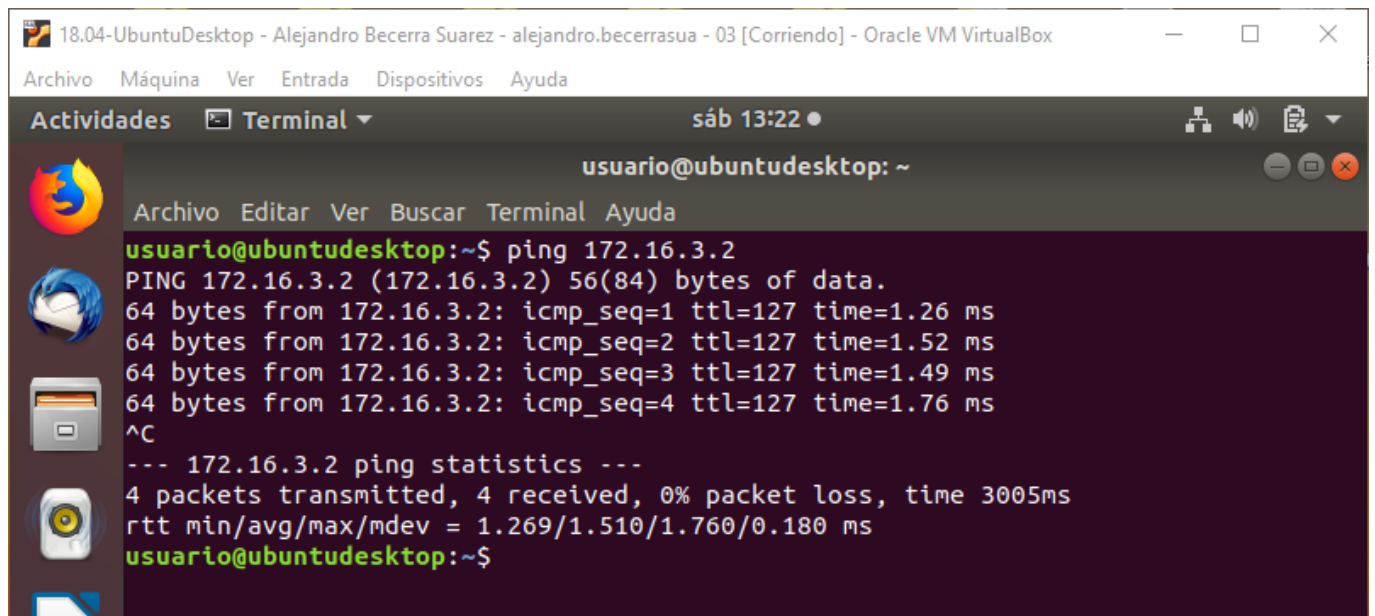 18.04-UbuntuDesktop - Alejandro Becerra Suarez - alejandro.becerrasua - 03 [Corriendo] - Oracle VM VirtualBox
Archivo Máquina Ver Entrada Dispositivos Ayuda
Actividades Terminal sáb 13:22
usuario@ubuntudesktop: ~
Archivo Editar Ver Buscar Terminal Ayuda
usuario@ubuntudesktop:~$ ping 172.16.3.2
PING 172.16.3.2 (172.16.3.2) 56(84) bytes of data.
64 bytes from 172.16.3.2: icmp_seq=1 ttl=127 time=1.26 ms
64 bytes from 172.16.3.2: icmp_seq=2 ttl=127 time=1.52 ms
64 bytes from 172.16.3.2: icmp_seq=3 ttl=127 time=1.49 ms
64 bytes from 172.16.3.2: icmp_seq=4 ttl=127 time=1.76 ms
^C
--- 172.16.3.2 ping statistics ---
4 packets transmitted, 4 received, 0% packet loss, time 3005ms
rtt min/avg/max/mdev = 1.269/1.510/1.760/0.180 ms
usuario@ubuntudesktop:~$